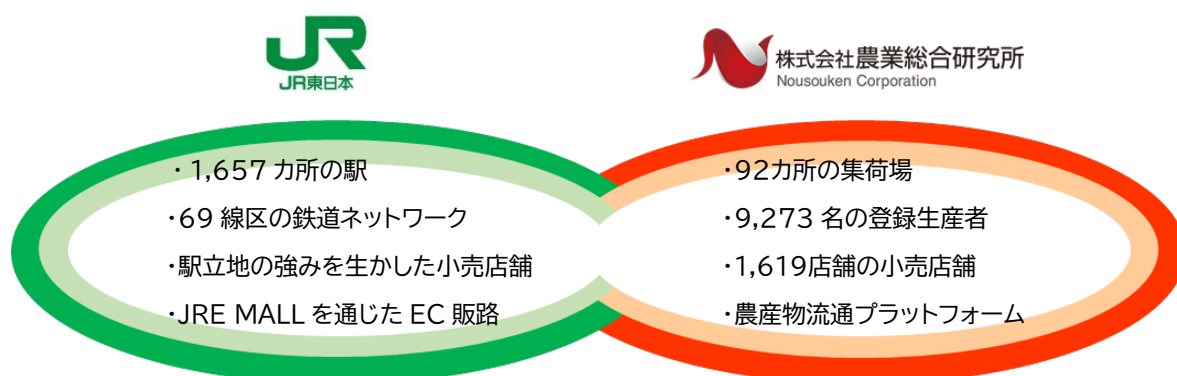 JR
JR東日本
株式会社農業総合研究所
Nousouken Corporation
・1,657 カ所の駅
・69 線区の鉄道ネットワーク
・駅立地の強みを生かした小売店舗
・JRE MALL を通じた EC 販路
・92カ所の集荷場
・9,273 名の登録生産者
・1,619店舗の小売店舗
・農産物流通プラットフォーム